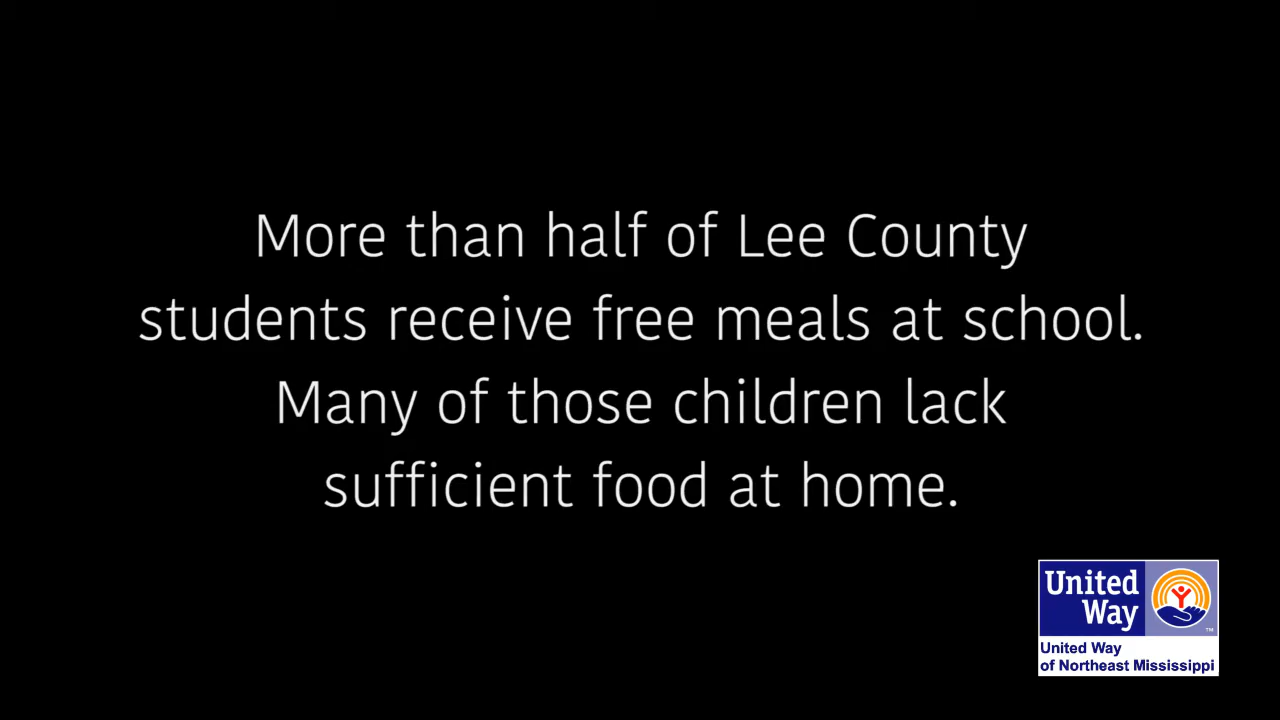 More than half of Lee County
students receive free meals at school.
Many of those children lack
sufficient food at home.
United
Way
™
United Way
of Northeast Mississippi